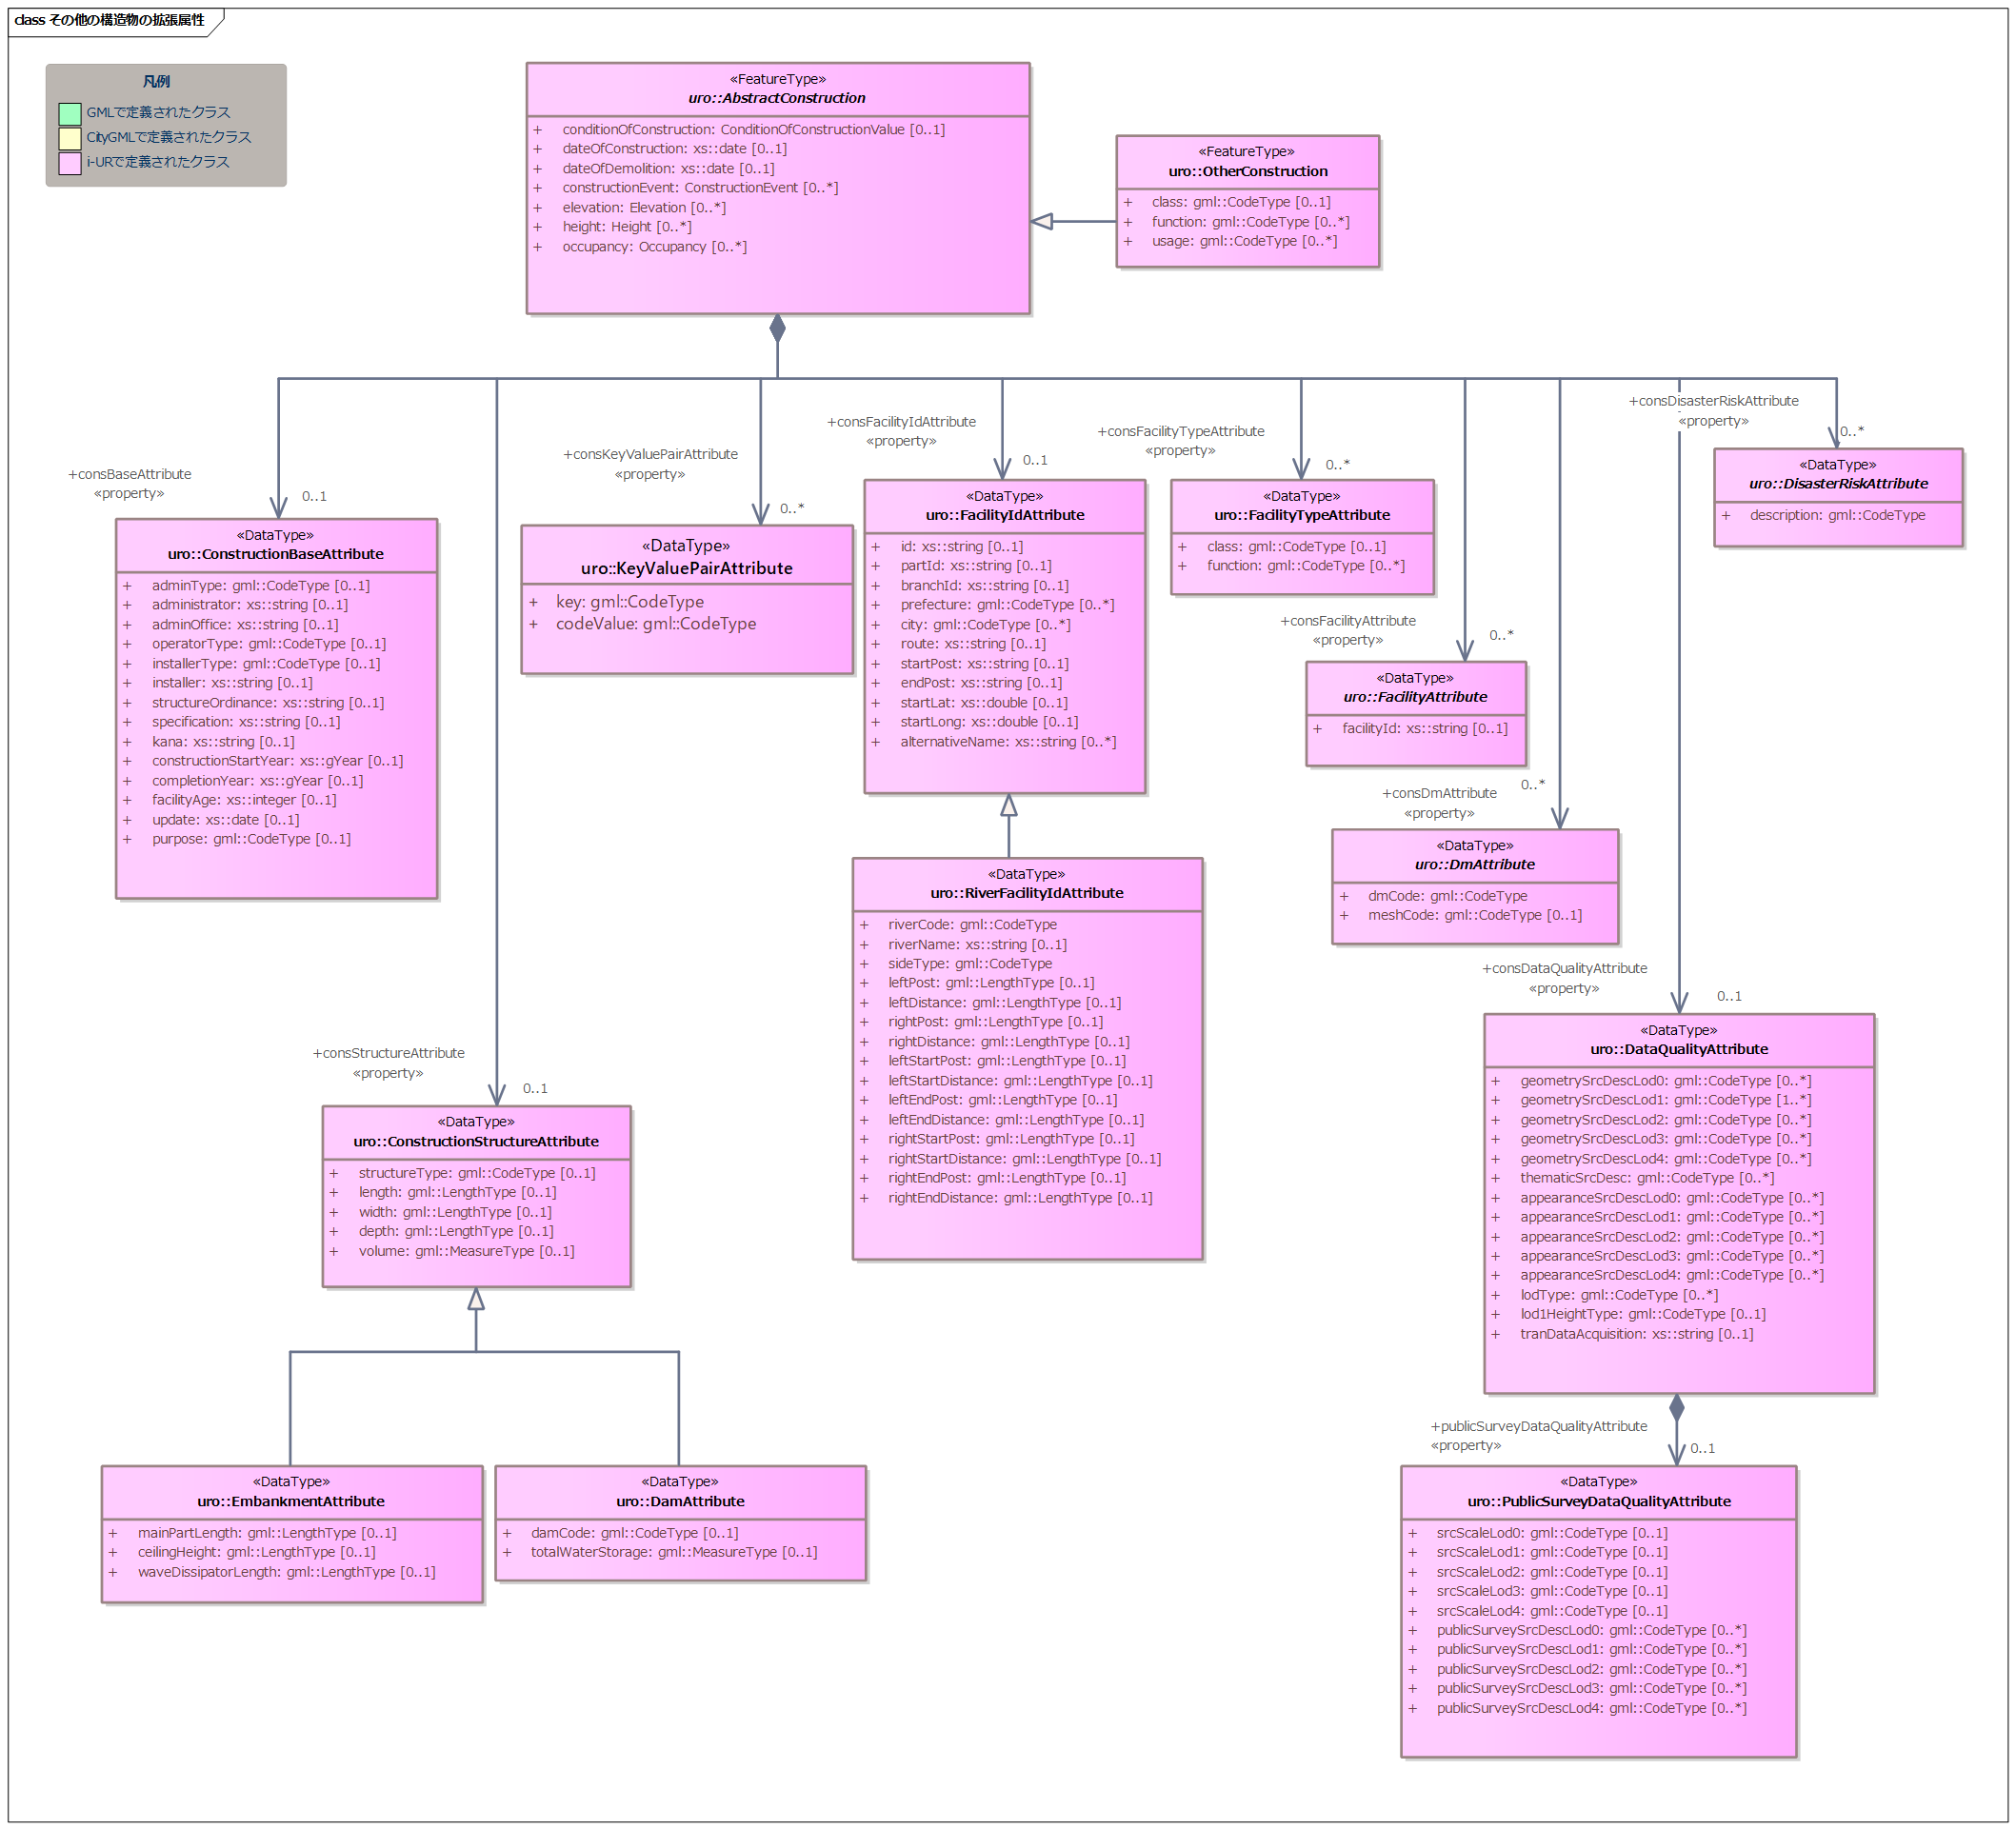 class その他の構造物の拡張属性
凡例
GMLで定義されたクラス
CityGMLで定義されたクラス
i-URで定義されたクラス
«FeatureType»
uro::AbstractConstruction
+ conditionOfConstruction: ConditionOfConstructionValue [0..1]
+ dateOfConstruction: xs::date [0..1]
+ dateOfDemolition: xs::date [0..1]
+ constructionEvent: ConstructionEvent [0..*]
+ elevation: Elevation [0..*]
+ height: Height [0..*]
+ occupancy: Occupancy [0..*]
«FeatureType»
uro::OtherConstruction
+ class: gml::CodeType [0..1]
+ function: gml::CodeType [0..*]
+ usage: gml::CodeType [0..*]
+consBaseAttribute
«property»
0..1
«DataType»
uro::ConstructionBaseAttribute
+ adminType: gml::CodeType [0..1]
+ administrator: xs::string [0..1]
+ adminOffice: xs::string [0..1]
+ operatorType: gml::CodeType [0..1]
+ installerType: gml::CodeType [0..1]
+ installer: xs::string [0..1]
+ structureOrdinance: xs::string [0..1]
+ specification: xs::string [0..1]
+ kana: xs::string [0..1]
+ constructionStartYear: xs::gYear [0..1]
+ completionYear: xs::gYear [0..1]
+ facilityAge: xs::integer [0..1]
+ update: xs::date [0..1]
+ purpose: gml::CodeType [0..1]
+consKeyValuePairAttribute
«property»
0..*
«DataType»
uro::KeyValuePairAttribute
+ key: gml::CodeType
+ codeValue: gml::CodeType
+consFacilityIdAttribute
«property»
0..1
«DataType»
uro::FacilityIdAttribute
+ id: xs::string [0..1]
+ partId: xs::string [0..1]
+ branchId: xs::string [0..1]
+ prefecture: gml::CodeType [0..*]
+ city: gml::CodeType [0..*]
+ route: xs::string [0..1]
+ startPost: xs::string [0..1]
+ endPost: xs::string [0..1]
+ startLat: xs::double [0..1]
+ startLong: xs::double [0..1]
+ alternativeName: xs::string [0..*]
+consFacilityTypeAttribute
«property»
0..*
«DataType»
uro::FacilityTypeAttribute
+ class: gml::CodeType [0..1]
+ function: gml::CodeType [0..*]
+consDisasterRiskAttribute
«property»
0..*
«DataType»
uro::DisasterRiskAttribute
+ description: gml::CodeType
+consFacilityAttribute
«property»
0..*
«DataType»
uro::FacilityAttribute
+ facilityId: xs::string [0..1]
+consDmAttribute
«property»
0..*
«DataType»
uro::DmAttribute
+ dmCode: gml::CodeType
+ meshCode: gml::CodeType [0..1]
«DataType»
uro::RiverFacilityIdAttribute
+ riverCode: gml::CodeType
+ riverName: xs::string [0..1]
+ sideType: gml::CodeType
+ leftPost: gml::LengthType [0..1]
+ leftDistance: gml::LengthType [0..1]
+ rightPost: gml::LengthType [0..1]
+ rightDistance: gml::LengthType [0..1]
+ leftStartPost: gml::LengthType [0..1]
+ leftStartDistance: gml::LengthType [0..1]
+ leftEndPost: gml::LengthType [0..1]
+ leftEndDistance: gml::LengthType [0..1]
+ rightStartPost: gml::LengthType [0..1]
+ rightStartDistance: gml::LengthType [0..1]
+ rightEndPost: gml::LengthType [0..1]
+ rightEndDistance: gml::LengthType [0..1]
+consDataQualityAttribute
«property»
0..1
«DataType»
uro::DataQualityAttribute
+ geometrySrcDescLod0: gml::CodeType [0..*]
+ geometrySrcDescLod1: gml::CodeType [1..*]
+ geometrySrcDescLod2: gml::CodeType [0..*]
+ geometrySrcDescLod3: gml::CodeType [0..*]
+ geometrySrcDescLod4: gml::CodeType [0..*]
+ thematicSrcDesc: gml::CodeType [0..*]
+ appearanceSrcDescLod0: gml::CodeType [0..*]
+ appearanceSrcDescLod1: gml::CodeType [0..*]
+ appearanceSrcDescLod2: gml::CodeType [0..*]
+ appearanceSrcDescLod3: gml::CodeType [0..*]
+ appearanceSrcDescLod4: gml::CodeType [0..*]
+ lodType: gml::CodeType [0..*]
+ lod1HeightType: gml::CodeType [0..1]
+ tranDataAcquisition: xs::string [0..1]
+consStructureAttribute
«property»
0..1
«DataType»
uro::ConstructionStructureAttribute
+ structureType: gml::CodeType [0..1]
+ length: gml::LengthType [0..1]
+ width: gml::LengthType [0..1]
+ depth: gml::LengthType [0..1]
+ volume: gml::MeasureType [0..1]
«DataType»
uro::EmbankmentAttribute
+ mainPartLength: gml::LengthType [0..1]
+ ceilingHeight: gml::LengthType [0..1]
+ waveDissipatorLength: gml::LengthType [0..1]
«DataType»
uro::DamAttribute
+ damCode: gml::CodeType [0..1]
+ totalWaterStorage: gml::MeasureType [0..1]
+publicSurveyDataQualityAttribute
«property»
0..1
«DataType»
uro::PublicSurveyDataQualityAttribute
+ srcScaleLod0: gml::CodeType [0..1]
+ srcScaleLod1: gml::CodeType [0..1]
+ srcScaleLod2: gml::CodeType [0..1]
+ srcScaleLod3: gml::CodeType [0..1]
+ srcScaleLod4: gml::CodeType [0..1]
+ publicSurveySrcDescLod0: gml::CodeType [0..*]
+ publicSurveySrcDescLod1: gml::CodeType [0..*]
+ publicSurveySrcDescLod2: gml::CodeType [0..*]
+ publicSurveySrcDescLod3: gml::CodeType [0..*]
+ publicSurveySrcDescLod4: gml::CodeType [0..*]